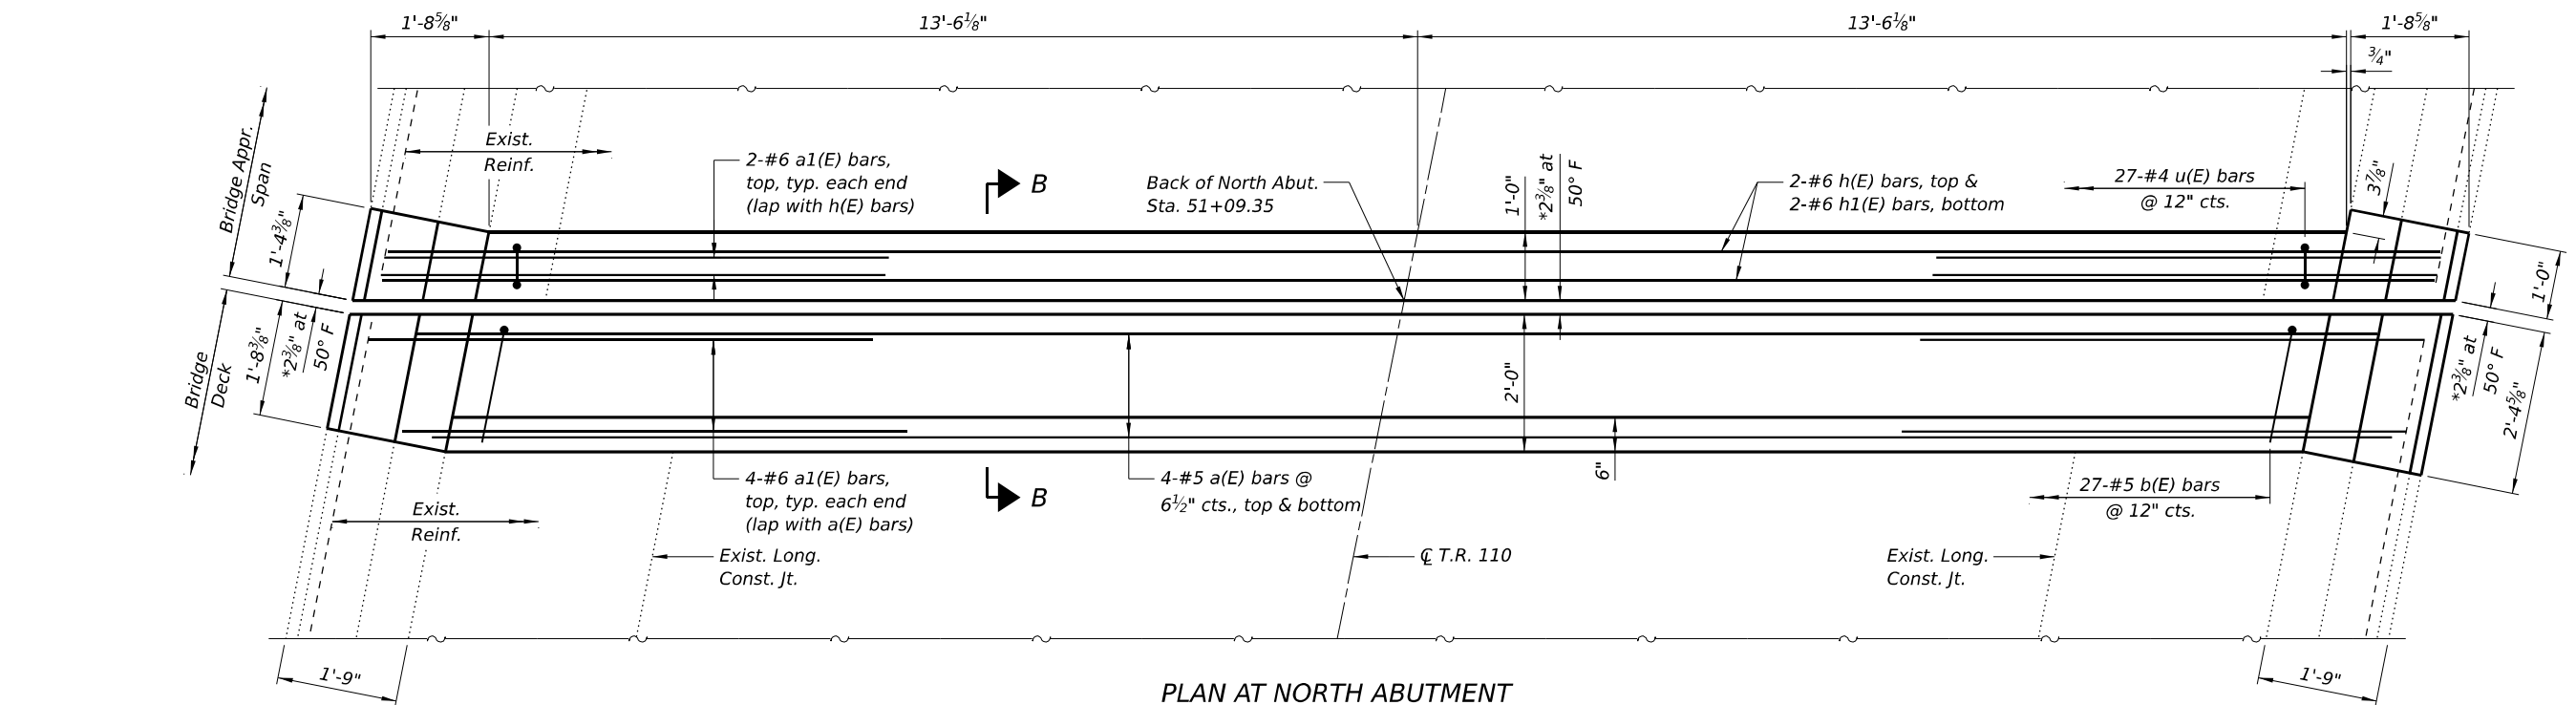 1'-8⅝"
13'-6⅛"
13'-6⅛"
1'-8⅝"
¾"
Bridge Appr.
Span
Exist.
Reinf.
2-#6 a1(E) bars,
top, typ. each end
(lap with h(E) bars)
B
Back of North Abut.
Sta. 51+09.35
1'-0"
*2⅜" at
50° F
2-#6 h(E) bars, top &
2-#6 h1(E) bars, bottom
27-#4 u(E) bars
@ 12" cts.
3⅞"
1'-4⅜"
1'-0"
Bridge
Deck
1'-8⅜"
*2⅜" at
50° F
2'-0"
*2⅜" at
50° F
2'-4⅝"
6"
4-#6 a1(E) bars,
top, typ. each end
(lap with a(E) bars)
B
4-#5 a(E) bars @
6½" cts., top & bottom
27-#5 b(E) bars
@ 12" cts.
Exist.
Reinf.
Exist. Long.
Const. Jt.
℄ T.R. 110
Exist. Long.
Const. Jt.
1'-9"
1'-9"
PLAN AT NORTH ABUTMENT